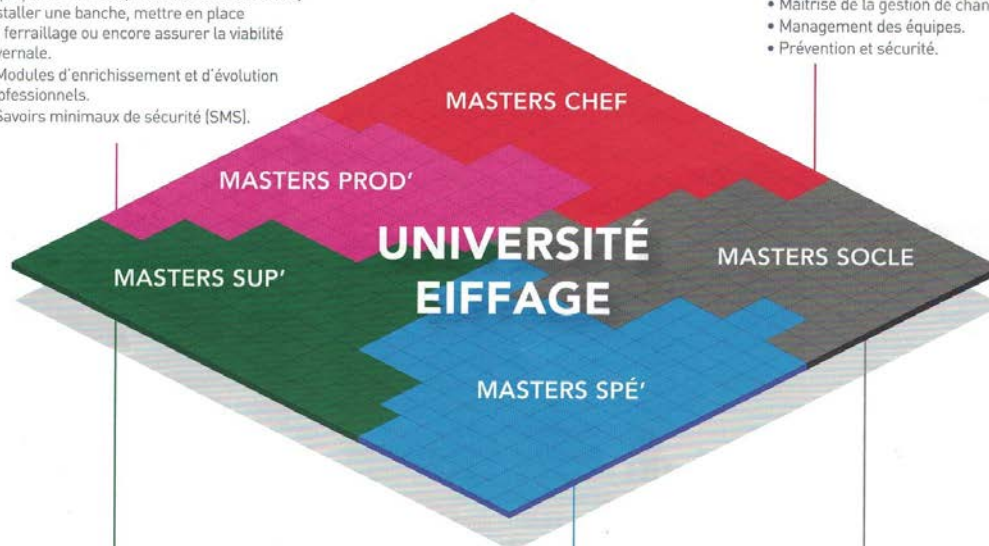 staller une banche, mettre en place
ferraillage ou encore assurer la viabilité
vernale.
Modules d'enrichissement et d'évolution
ofessionnels.
Savoirs minimaux de sécurité (SMS).
• Maîtrise de la gestion de chan
• Management des équipes.
• Prévention et sécurité.
MASTERS CHEF
MASTERS PROD'
UNIVERSITÉ
EIFFAGE
MASTERS SOCLE
MASTERS SUP'
MASTERS SPÉ'